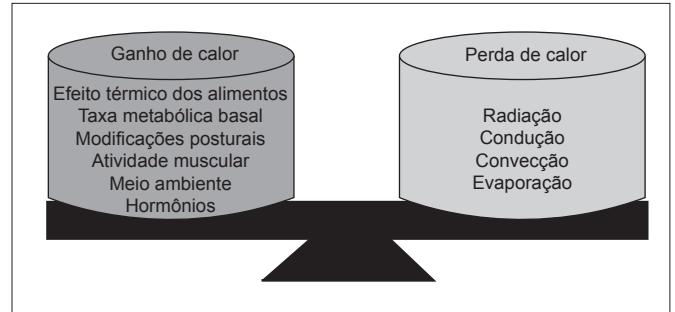 Ganho de calor
Efeito térmico dos alimentos
Taxa metabólica basal
Modificações posturais
Atividade muscular
Meio ambiente
Hormônios
Perda de calor
Radiação
Condução
Convecção
Evaporação